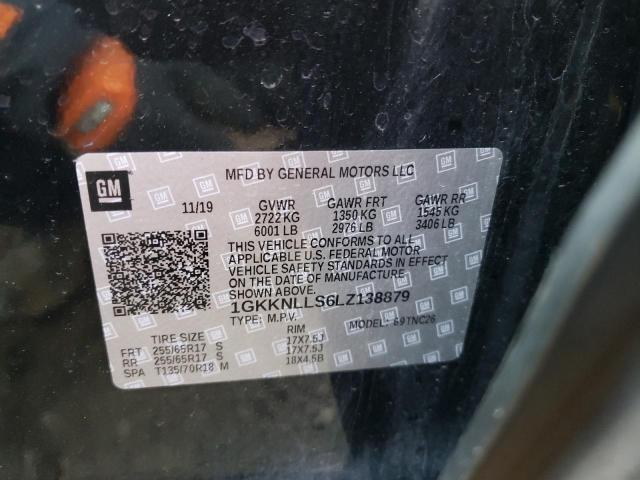 GM
MFD BY GENERAL MOTORS LLC
11/19 GVWR GAWR FRT GAWR RR
2722 KG 1350 KG 1545 KG
6001 LB 2976 LB 3406 LB
THIS VEHICLE CONFORMS TO ALL
APPLICABLE U.S. FEDERAL MOTOR
VEHICLE SAFETY STANDARDS IN EFFECT
ON THE DATE OF MANUFACTURE
SHOWN ABOVE.
1GKKNLLS6LZ138879
TYPE: M.P.V. MODEL: 69TNC26
TIRE SIZE RIM
FRT 255/65R17 S 17X7.5J
RR 255/65R17 S 17X7.5J
SPA T135/70R18 M 18X4.5B